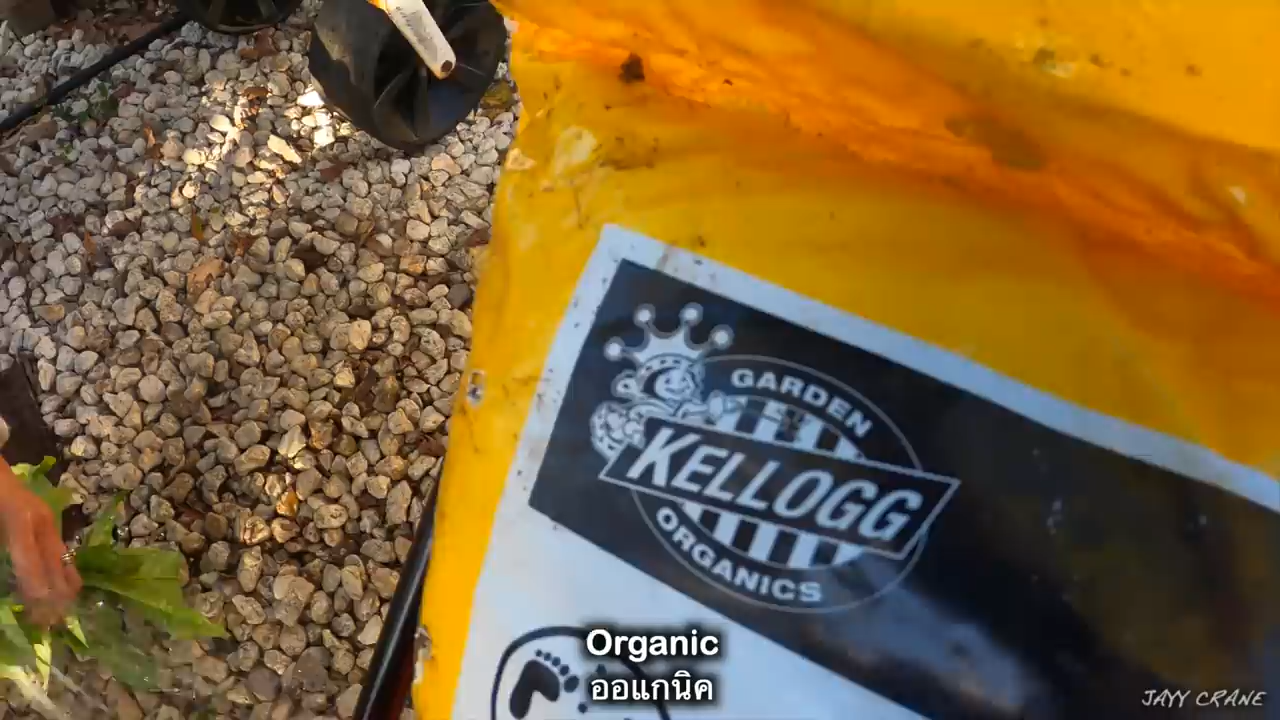 GARDEN
KELLOGG
ORGANICS
Organic
ออแกนิค
JAYY CRANE